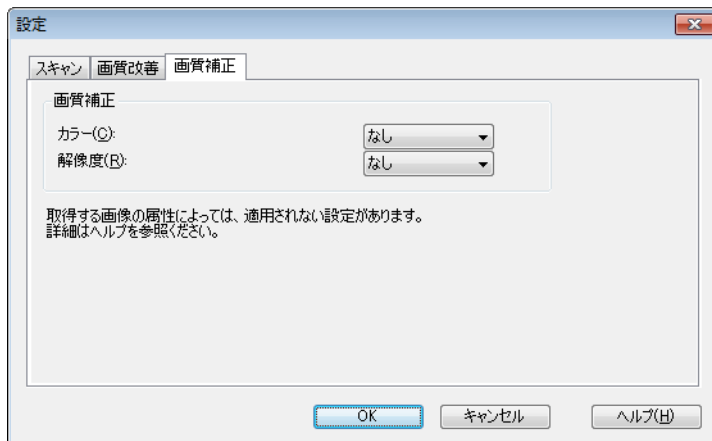 設定
スキャン 画質改善 画質補正
画質補正
カラー(C): なし
解像度(R): なし
取得する画像の属性によっては、適用されない設定があります。
詳細はヘルプを参照ください。
OK キャンセル ヘルプ(H)